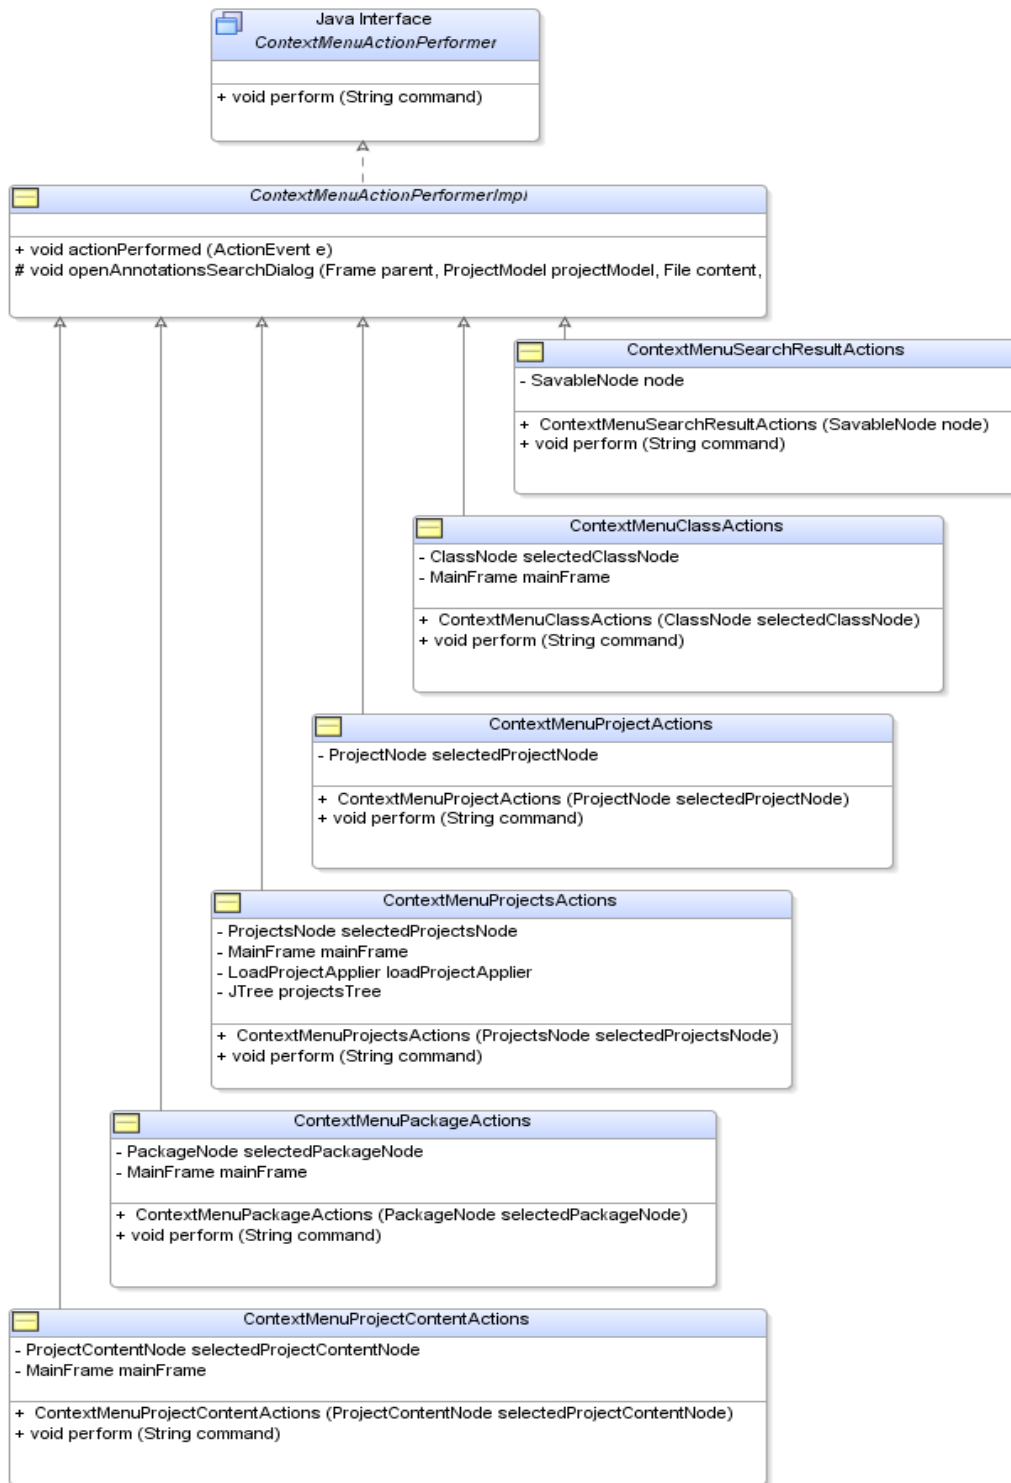 Java Interface
ContextMenuActionPerformer
+ void perform (String command)
ContextMenuActionPerformerImpl
+ void actionPerformed (ActionEvent e)
# void openAnnotationsSearchDialog (Frame parent, ProjectModel projectModel, File content,
ContextMenuSearchResultActions
- SavableNode node
+ ContextMenuSearchResultActions (SavableNode node)
+ void perform (String command)
ContextMenuClassActions
- ClassNode selectedClassNode
- MainFrame mainFrame
+ ContextMenuClassActions (ClassNode selectedClassNode)
+ void perform (String command)
ContextMenuProjectActions
- ProjectNode selectedProjectNode
+ ContextMenuProjectActions (ProjectNode selectedProjectNode)
+ void perform (String command)
ContextMenuProjectsActions
- ProjectsNode selectedProjectsNode
- MainFrame mainFrame
- LoadProjectApplier loadProjectApplier
- JTree projectsTree
+ ContextMenuProjectsActions (ProjectsNode selectedProjectsNode)
+ void perform (String command)
ContextMenuPackageActions
- PackageNode selectedPackageNode
- MainFrame mainFrame
+ ContextMenuPackageActions (PackageNode selectedPackageNode)
+ void perform (String command)
ContextMenuProjectContentActions
- ProjectContentNode selectedProjectContentNode
- MainFrame mainFrame
+ ContextMenuProjectContentActions (ProjectContentNode selectedProjectContentNode)
+ void perform (String command)